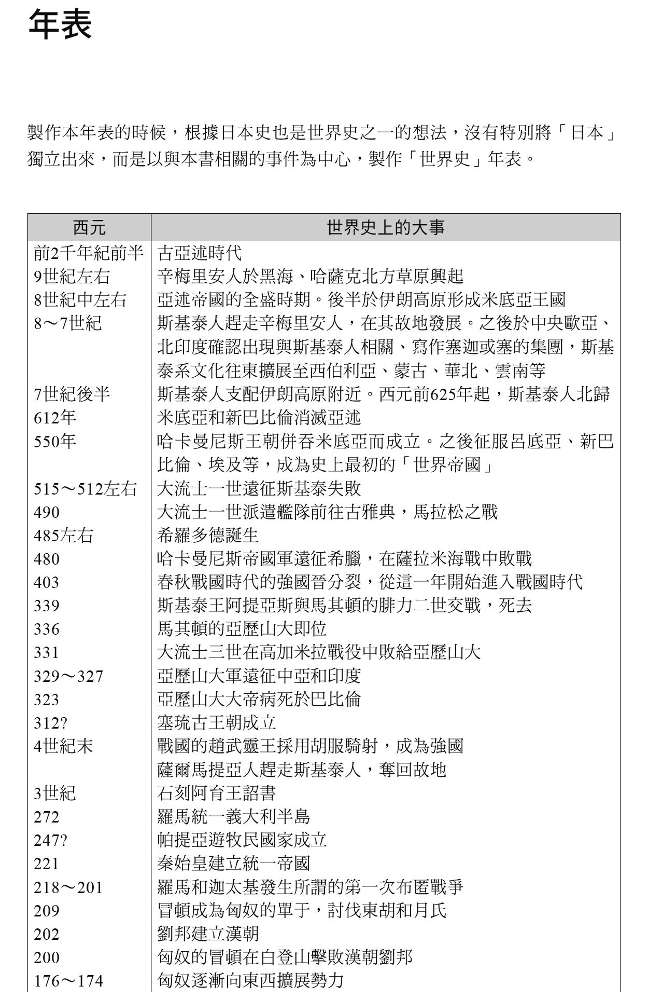 年表
製作本年表的時候，根據日本史也是世界史之一的想法，沒有特別將「日本」
獨立出來，而是以與本書相關的事件為中心，製作「世界史」年表。
西元 世界史上的大事
前2千年紀前半 古亞述時代
9世紀左右 辛梅里安人於黑海、哈薩克北方草原興起
8世紀中左右 亞述帝國的全盛時期。後半於伊朗高原形成米底亞王國
8～7世紀 斯基泰人趕走辛梅里安人，在其故地發展。之後於中央歐亞、
北印度確認出現與斯基泰人相關、寫作塞迦或塞的集團，斯基
泰系文化往東擴展至西伯利亞、蒙古、華北、雲南等
7世紀後半 斯基泰人支配伊朗高原附近。西元前625年起，斯基泰人北歸
612年 米底亞和新巴比倫消滅亞述
550年 哈卡曼尼斯王朝併吞米底亞而成立。之後征服呂底亞、新巴
比倫、埃及等，成為史上最初的「世界帝國」
515～512左右 大流士一世遠征斯基泰失敗
490 大流士一世派遣艦隊前往古雅典，馬拉松之戰
485左右 希羅多德誕生
480 哈卡曼尼斯帝國軍遠征希臘，在薩拉米海戰中敗戰
403 春秋戰國時代的強國晉分裂，從這一年開始進入戰國時代
339 斯基泰王阿提亞斯與馬其頓的腓力二世交戰，死去
336 馬其頓的亞歷山大即位
331 大流士三世在高加米拉戰役中敗給亞歷山大
329～327 亞歷山大軍遠征中亞和印度
323 亞歷山大大帝病死於巴比倫
312? 塞琉古王朝成立
4世紀末 戰國的趙武靈王採用胡服騎射，成為強國
薩爾馬提亞人趕走斯基泰人，奪回故地
3世紀 石刻阿育王詔書
272 羅馬統一義大利半島
247? 帕提亞遊牧民國家成立
221 秦始皇建立統一帝國
218～201 羅馬和迦太基發生所謂的第一次布匿戰爭
209 冒頓成為匈奴的單于，討伐東胡和月氏
202 劉邦建立漢朝
200 匈奴的冒頓在白登山擊敗漢朝劉邦
176～174 匈奴逐漸向東西擴展勢力